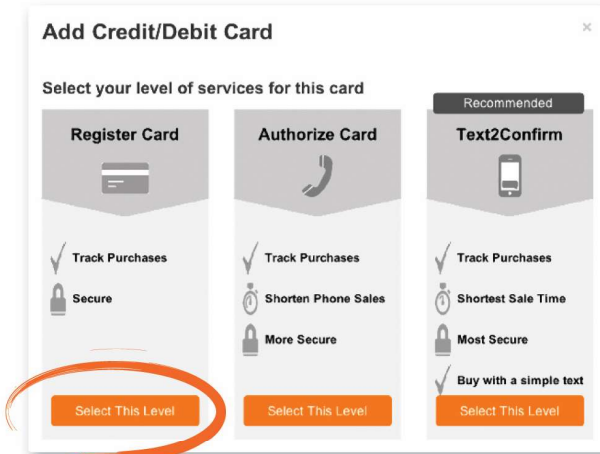 Add Credit/Debit Card
×
Select your level of services for this card
Recommended
Register Card
Track Purchases
Secure
Select This Level
Authorize Card
Track Purchases
Shorten Phone Sales
More Secure
Select This Level
Text2Confirm
Track Purchases
Shortest Sale Time
Most Secure
Buy with a simple text
Select This Level